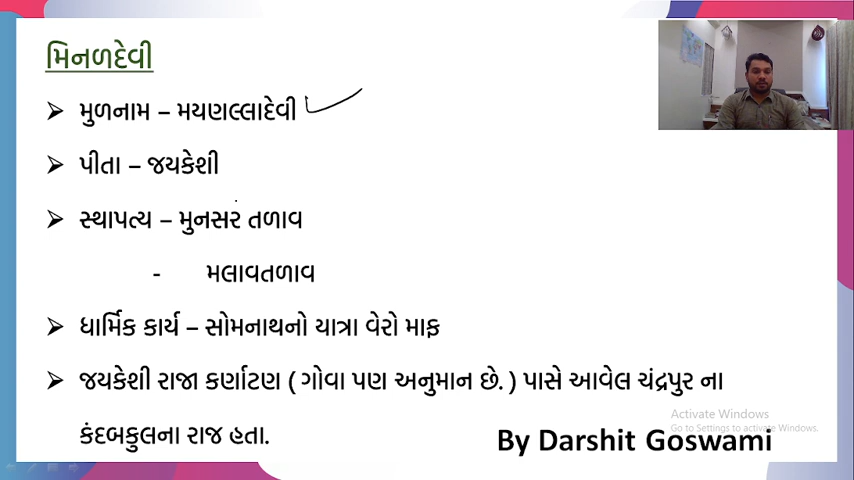 મિનળદેવી
➢ મુળનામ – મયણલ્લાદેવી
➢ પીતા – જયકેશી
➢ સ્થાપત્ય – મુનસર તળાવ
- મલાવતળાવ
➢ ધાર્મિક કાર્ય – સોમનાથનો યાત્રા વેરો માફ
➢ જયકેશી રાજા કર્ણાટણ ( ગોવા પણ અનુમાન છે. ) પાસે આવેલ ચંદ્રપુર ના
કંદબકુલના રાજ હતા.
Activate Windows
Go to Settings to activate Windows.
By Darshit Goswami